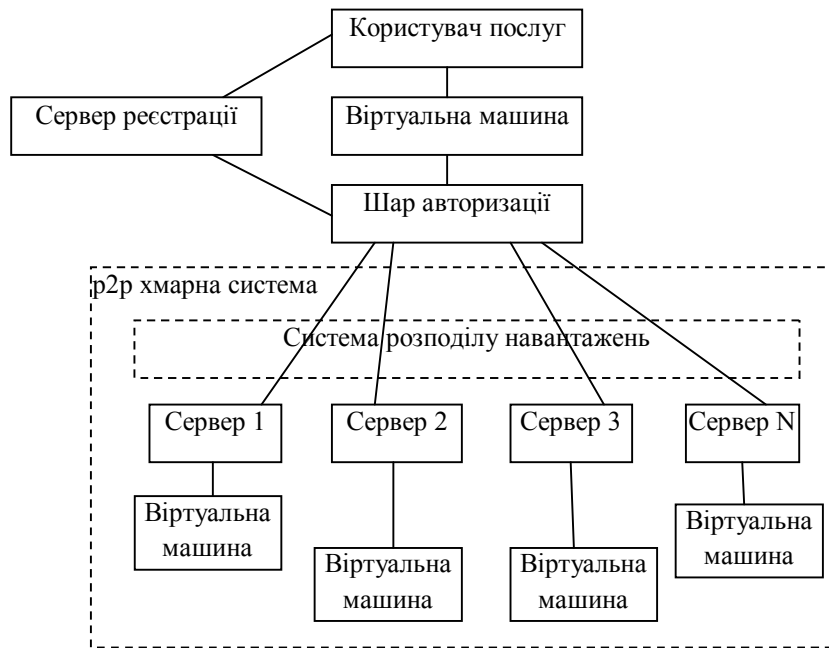 Користувач послуг
Сервер реєстрації
Віртуальна машина
Шар авторизації
р2р хмарна система
Система розподілу навантажень
Сервер 1
Сервер 2
Сервер 3
Сервер N
Віртуальна
машина
Віртуальна
машина
Віртуальна
машина
Віртуальна
машина